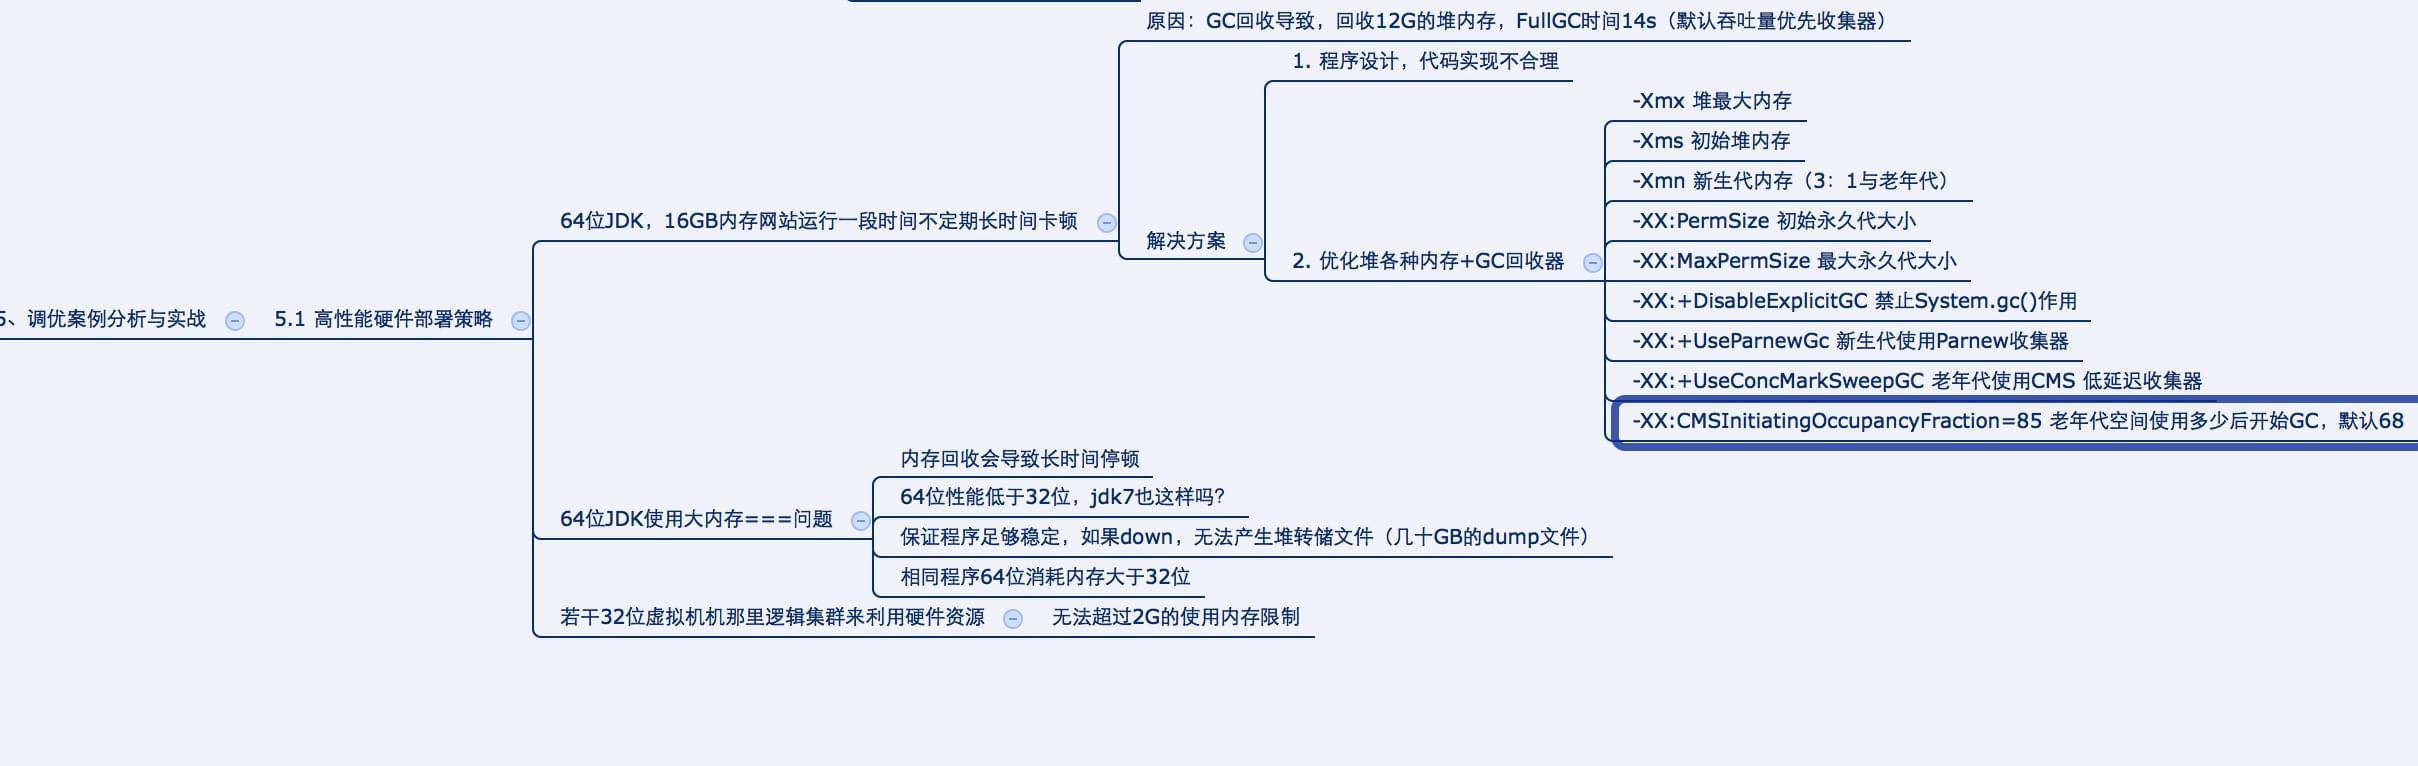 原因：GC回收导致，回收12G的堆内存，FullGC时间14s（默认吞吐量优先收集器）
1. 程序设计，代码实现不合理
-Xmx 堆最大内存
-Xms 初始堆内存
-Xmn 新生代内存（3：1与老年代）
64位JDK，16GB内存网站运行一段时间不定期长时间卡顿
-XX:PermSize 初始永久代大小
解决方案
2. 优化堆各种内存+GC回收器
-XX:MaxPermSize 最大永久代大小
-XX:+DisableExplicitGC 禁止System.gc()作用
5、调优案例分析与实战
5.1 高性能硬件部署策略
-XX:+UseParnewGc 新生代使用Parnew收集器
-XX:+UseConcMarkSweepGC 老年代使用CMS 低延迟收集器
-XX:CMSInitiatingOccupancyFraction=85 老年代空间使用多少后开始GC，默认68
内存回收会导致长时间停顿
64位性能低于32位，jdk7也这样吗?
64位JDK使用大内存===问题
保证程序足够稳定，如果down，无法产生堆转储文件（几十GB的dump文件）
相同程序64位消耗内存大于32位
若干32位虚拟机机那里逻辑集群来利用硬件资源
无法超过2G的使用内存限制